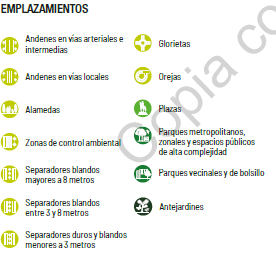 EMPLAZAMIENTOS
Andenes en vías arteriales e
intermedias
Andenes en vías locales
Alamedas
Zonas de control ambiental
Separadores blandos
mayores a 8 metros
Separadores blandos
entre 3 y 8 metros
Separadores duros y blandos
menores a 3 metros
Glorietas
Orejas
Plazas
Parques metropolitanos,
zonales y espacios públicos
de alta complejidad
Parques vecinales y de bolsillo
Antejardines
Copia co